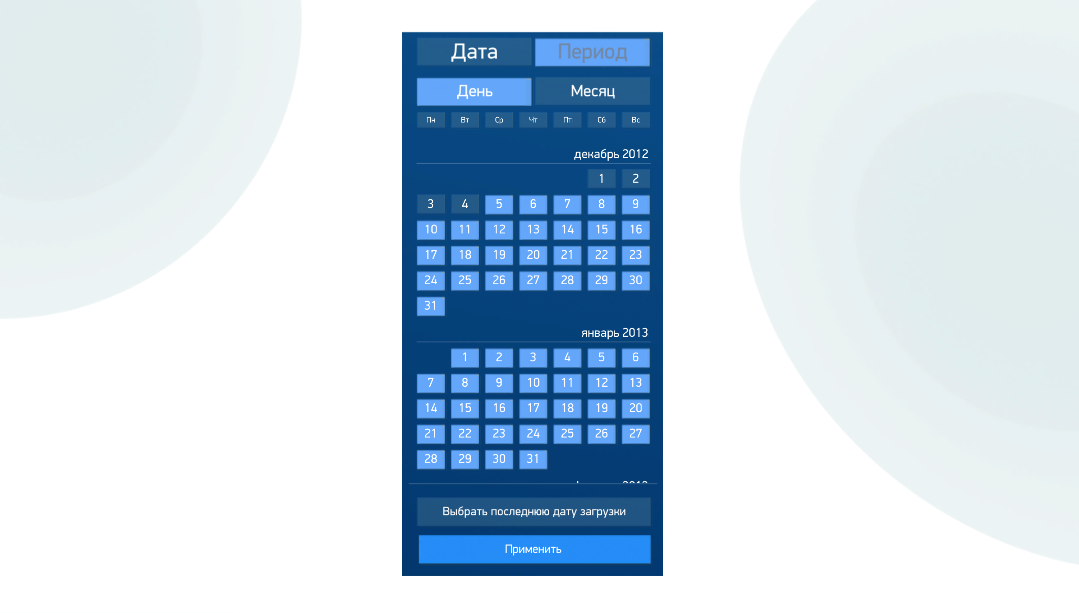 Дата Период
День Месяц
Пн Вт Ср Чт Пт Сб Вс
декабрь 2012
1 2
3 4 5 6 7 8 9
10 11 12 13 14 15 16
17 18 19 20 21 22 23
24 25 26 27 28 29 30
31
январь 2013
1 2 3 4 5 6
7 8 9 10 11 12 13
14 15 16 17 18 19 20
21 22 23 24 25 26 27
28 29 30 31
Выбрать последнюю дату загрузки
Применить